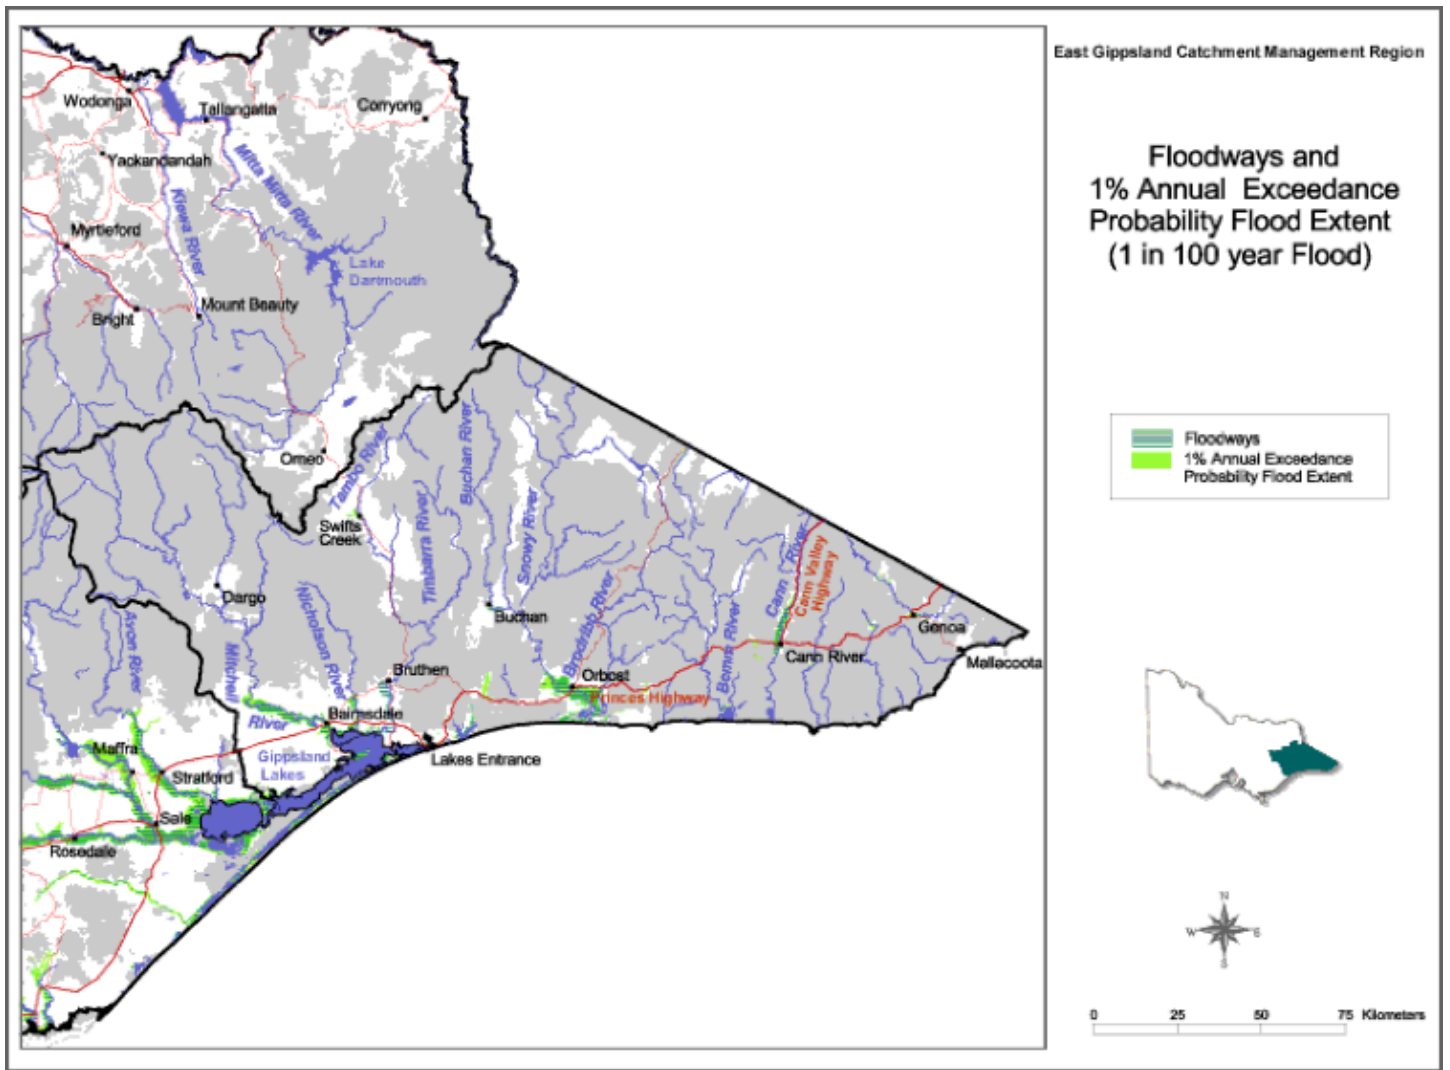 East Gippsland Catchment Management Region
Floodways and
1% Annual Exceedance
Probability Flood Extent
(1 in 100 year Flood)
Floodways
1% Annual Exceedance
Probability Flood Extent
Wodonga
Tallangatta
Corryong
Yackandandah
Mitta Mitta River
Kiewa River
Myrtleford
Lake
Dartmouth
Mount Beauty
Bright
Omeo
Tambo River
Buchan River
Swifts
Creek
Timbarra River
Snowy River
Cann River
Cann Valley
Highway
Dargo
Nicholson River
Buchan
Brodribb River
Bemm River
Genoa
Avon River
Mitchell
River
Bruthen
Orbost
Cann River
Mallacoota
Princes Highway
Bairnsdale
Maffra
Gippsland
Lakes
Lakes Entrance
Stratford
Sale
Rosedale
N
W
E
S
0 25 50 75 Kilometers